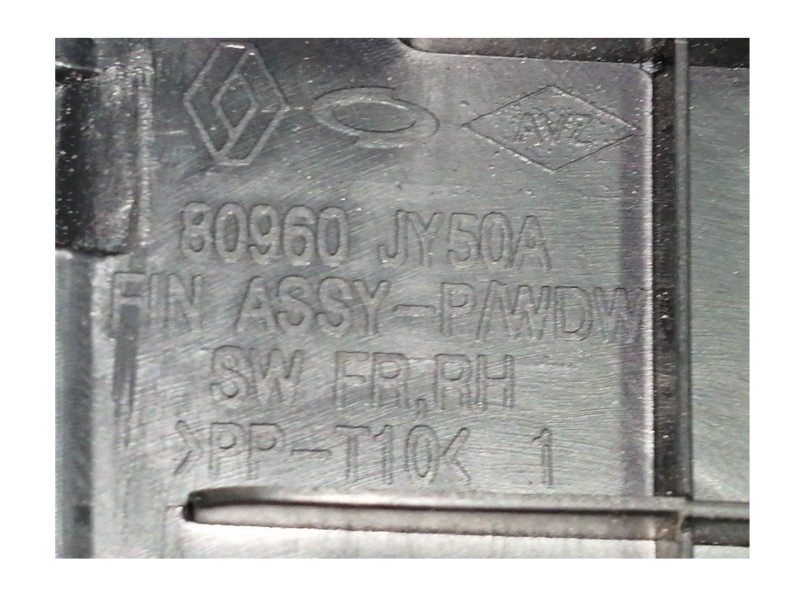 AVZ
80960 JY50A
FIN ASSY-P/WDW
SW FR,RH
>PP-T10< 1